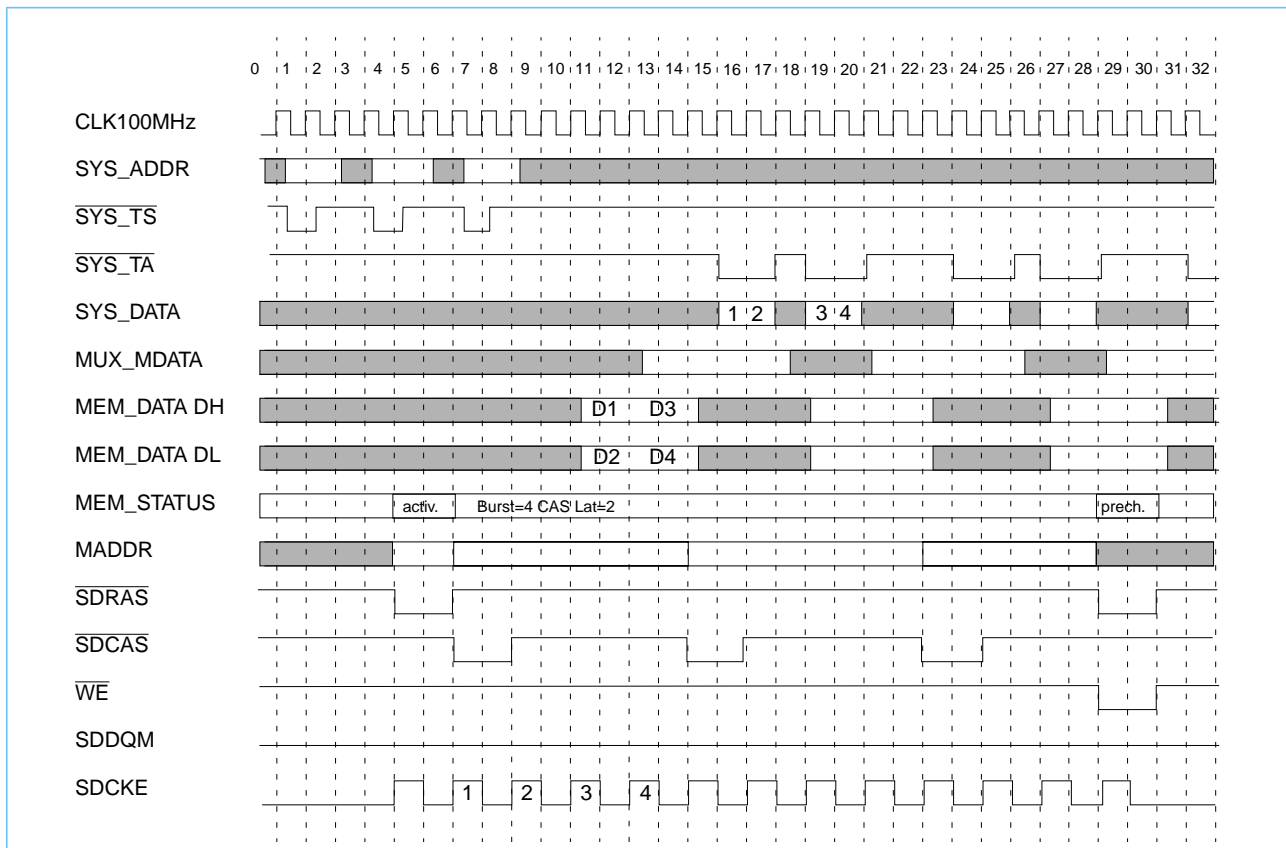 0 1 2 3 4 5 6 7 8 9 10 11 12 13 14 15 16 17 18 19 20 21 22 23 24 25 26 27 28 29 30 31 32
CLK100MHz
SYS_ADDR
SYS_TS
SYS_TA
SYS_DATA 1 2 3 4
MUX_MDATA
MEM_DATA DH D1 D3
MEM_DATA DL D2 D4
MEM_STATUS activ. Burst=4 CAS Lat=2 prech.
MADDR
SDRAS
SDCAS
WE
SDDQM
SDCKE 1 2 3 4